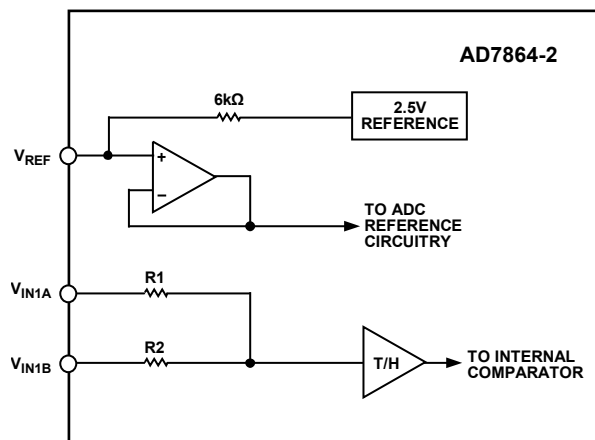 AD7864-2
6kΩ
2.5V
REFERENCE
VREF
+
–
TO ADC
REFERENCE
CIRCUITRY
VIN1A
R1
VIN1B
R2
T/H
TO INTERNAL
COMPARATOR